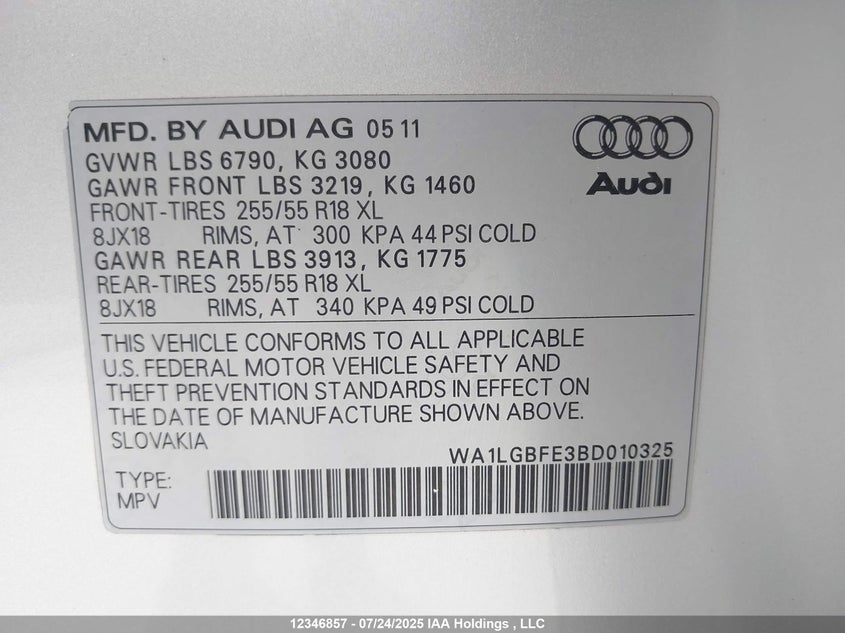 MFD. BY AUDI AG 05 11
GVWR LBS 6790, KG 3080
GAWR FRONT LBS 3219, KG 1460
FRONT-TIRES 255/55 R18 XL
8JX18 RIMS, AT 300 KPA 44 PSI COLD
GAWR REAR LBS 3913, KG 1775
REAR-TIRES 255/55 R18 XL
8JX18 RIMS, AT 340 KPA 49 PSI COLD
Audi
THIS VEHICLE CONFORMS TO ALL APPLICABLE
U.S. FEDERAL MOTOR VEHICLE SAFETY AND
THEFT PREVENTION STANDARDS IN EFFECT ON
THE DATE OF MANUFACTURE SHOWN ABOVE.
SLOVAKIA
WA1LGBFE3BD010325
TYPE:
MPV
12346857 - 07/24/2025 IAA Holdings , LLC